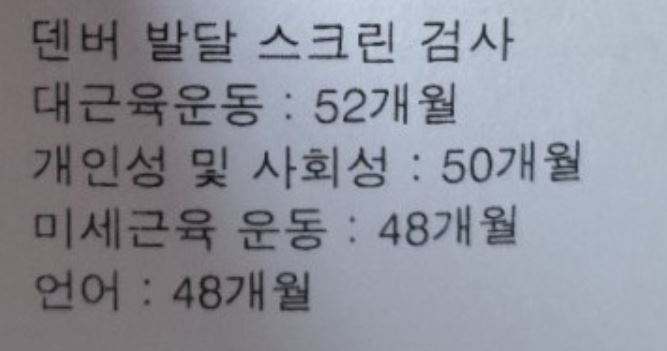 덴버 발달 스크린 검사
대근육운동 : 52개월
개인성 및 사회성 : 50개월
미세근육 운동 : 48개월
언어 : 48개월